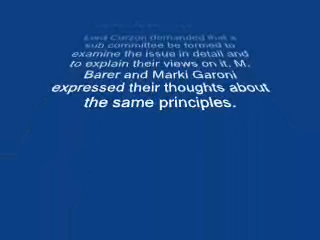 Lord Curzon demanded that a
sub committee be formed to
examine the issue in detail and
to explain their views on it. M.
Barer and Marki Garoni
expressed their thoughts about
the same principles.